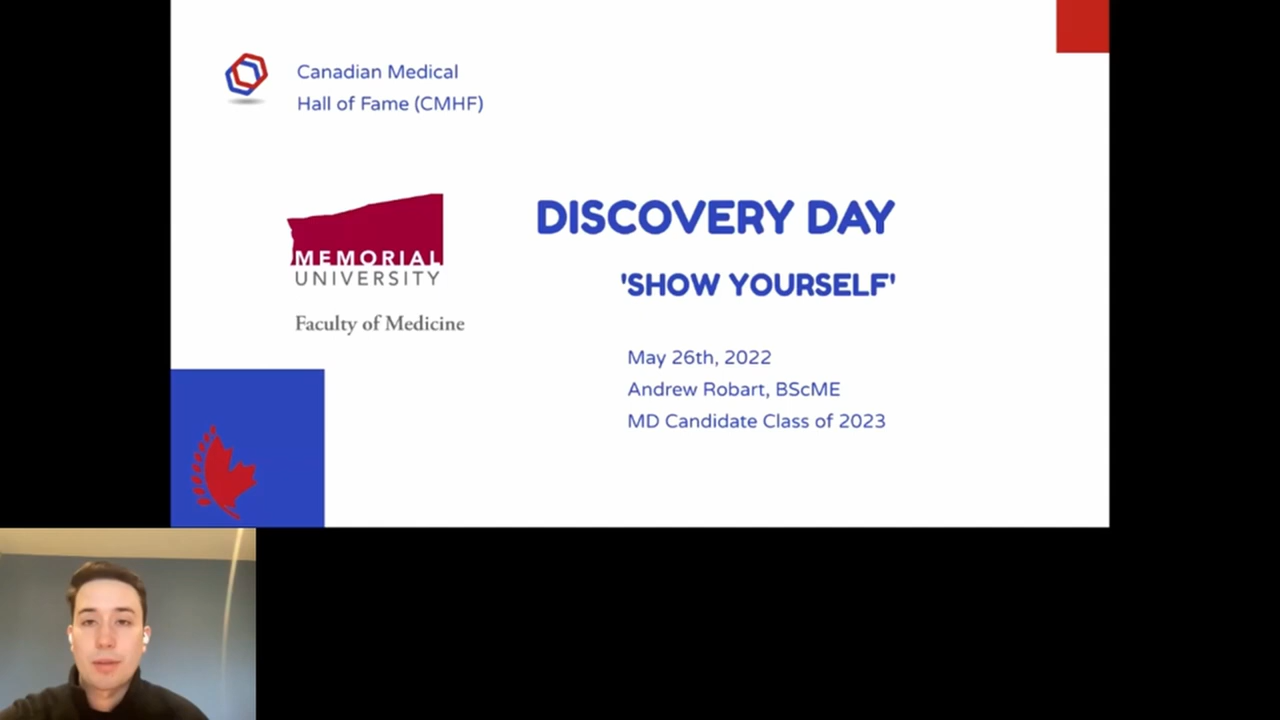 Canadian Medical
Hall of Fame (CMHF)
MEMORIAL
UNIVERSITY
Faculty of Medicine
DISCOVERY DAY
'SHOW YOURSELF'
May 26th, 2022
Andrew Robart, BScME
MD Candidate Class of 2023